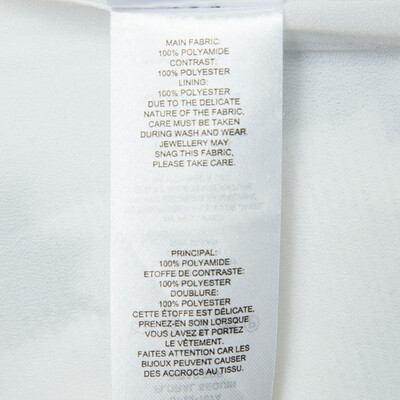 MAIN FABRIC:
100% POLYAMIDE
CONTRAST:
100% POLYESTER
LINING:
100% POLYESTER
DUE TO THE DELICATE
NATURE OF THE FABRIC,
CARE MUST BE TAKEN
DURING WASH AND WEAR.
JEWELLERY MAY
SNAG THIS FABRIC,
PLEASE TAKE CARE.
PRINCIPAL:
100% POLYAMIDE
ETOFFE DE CONTRASTE:
100% POLYESTER
DOUBLURE:
100% POLYESTER
CETTE ÉTOFFE EST DÉLICATE.
PRENEZ-EN SOIN LORSQUE
VOUS LAVEZ ET PORTEZ
LE VÊTEMENT.
FAITES ATTENTION CAR LES
BIJOUX PEUVENT CAUSER
DES ACCROCS AU TISSU.